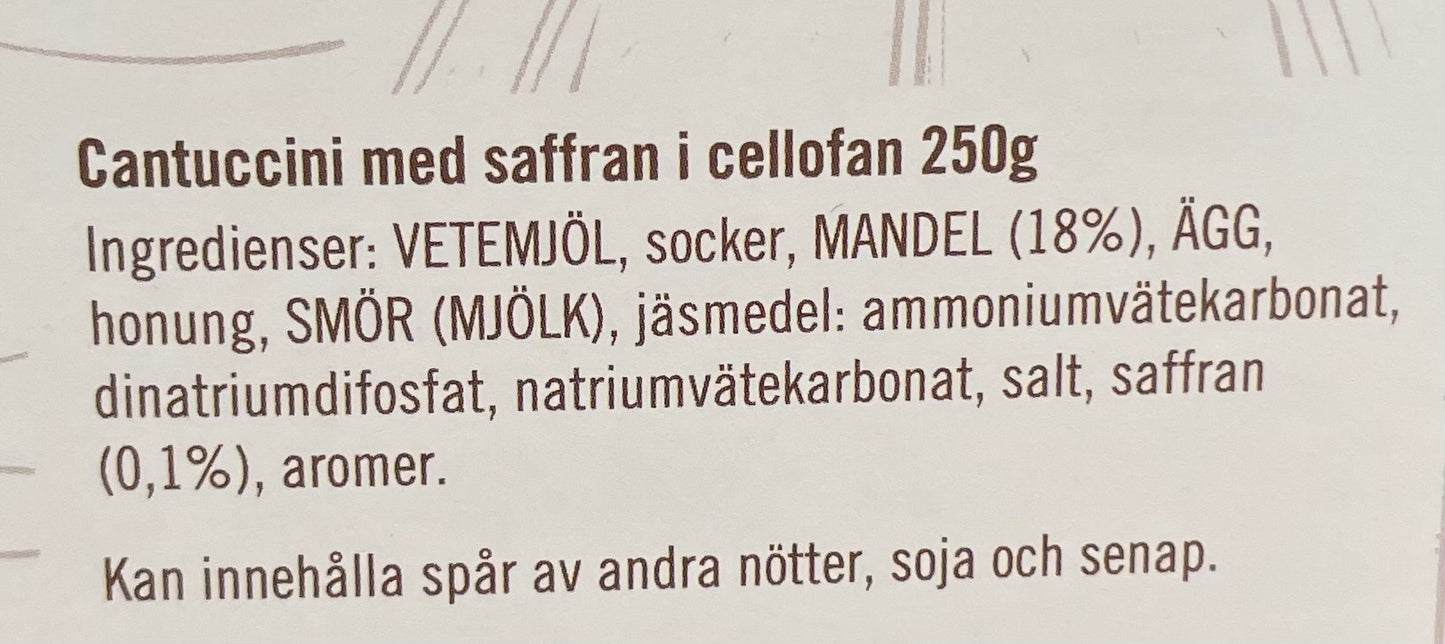 Cantuccini med saffran i cellofan 250g
Ingredienser: VETEMJÖL, socker, MANDEL (18%), ÄGG,
honung, SMÖR (MJÖLK), jäsmedel: ammoniumvätekarbonat,
dinatriumdifosfat, natriumvätekarbonat, salt, saffran
(0,1%), aromer.
Kan innehålla spår av andra nötter, soja och senap.